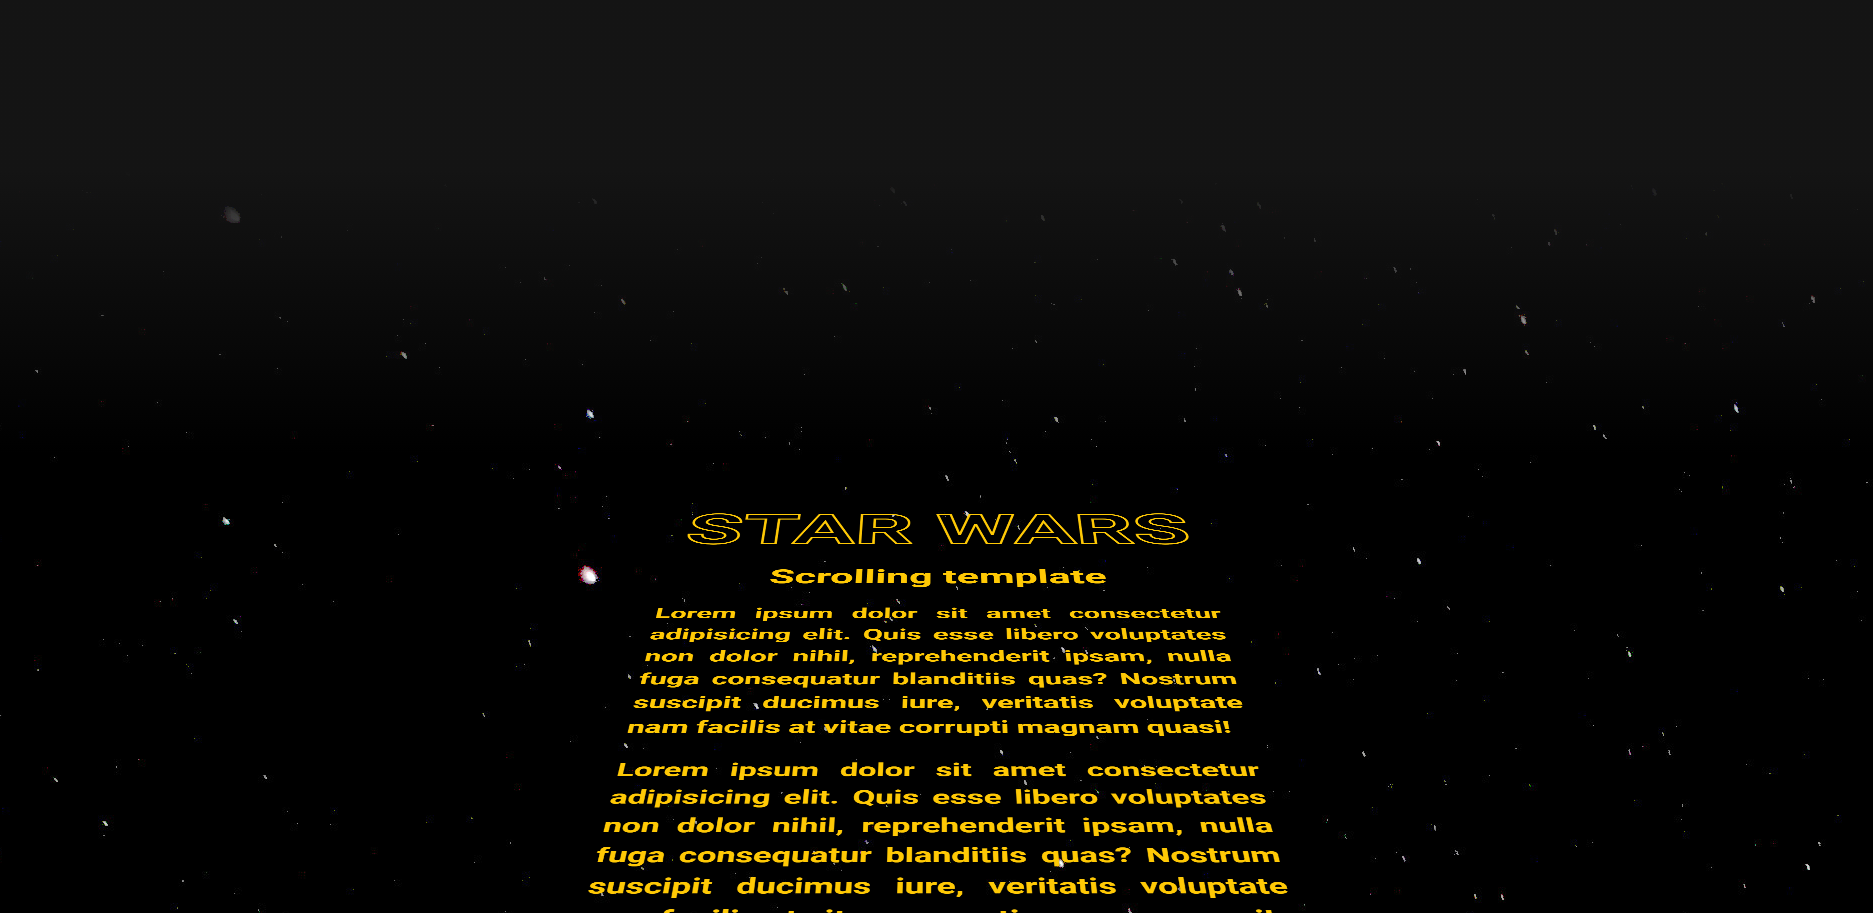 STAR WARS
Scrolling template
Lorem ipsum dolor sit amet consectetur
adipisicing elit. Quis esse libero voluptates
non dolor nihil, reprehenderit ipsam, nulla
fuga consequatur blanditiis quas? Nostrum
suscipit ducimus iure, veritatis voluptate
nam facilis at vitae corrupti magnam quasi!
Lorem ipsum dolor sit amet consectetur
adipisicing elit. Quis esse libero voluptates
non dolor nihil, reprehenderit ipsam, nulla
fuga consequatur blanditiis quas? Nostrum
suscipit ducimus iure, veritatis voluptate